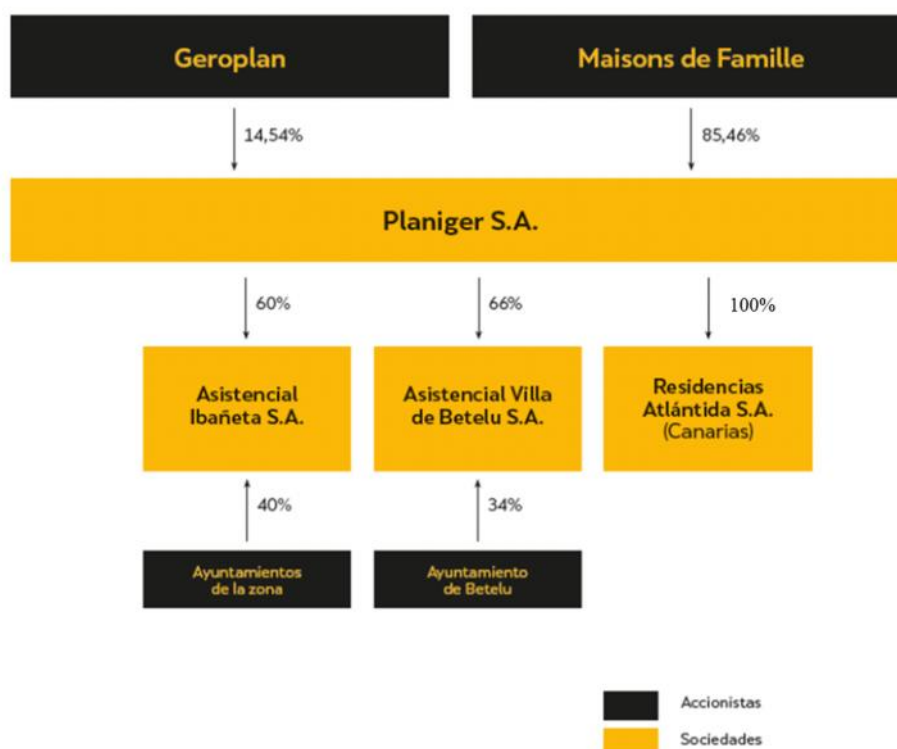 Geroplan
Maisons de Famille
14,54%
85,46%
Planiger S.A.
60%
66%
100%
Asistencial
Ibañeta S.A.
Asistencial Villa
de Betelu S.A.
Residencias
Atlántida S.A.
(Canarias)
40%
34%
Ayuntamientos
de la zona
Ayuntamiento
de Betelu
Accionistas
Sociedades